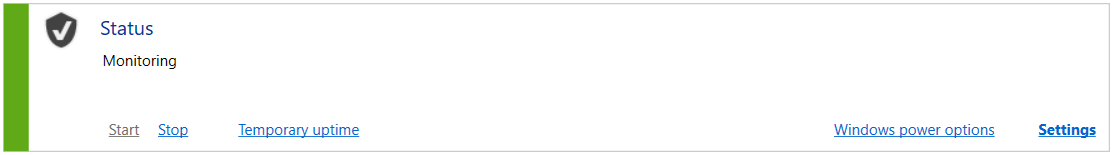 Status
Monitoring
Start Stop Temporary uptime Windows power options Settings